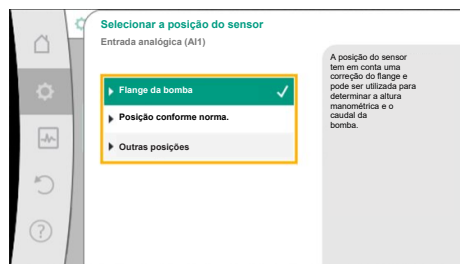 Selecionar a posição do sensor
Entrada analógica (AI1)
Flange da bomba
Posição conforme norma.
Outras posições
A posição do sensor
tem em conta uma
correção do flange e
pode ser utilizada para
determinar a altura
manométrica e o
caudal da
bomba.
?